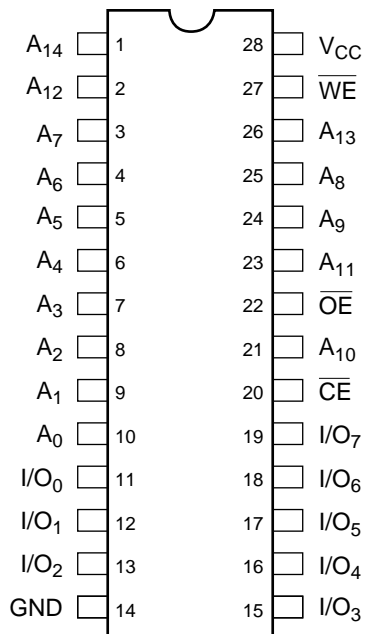 A14 1 28 VCC
A12 2 27 WE
A7 3 26 A13
A6 4 25 A8
A5 5 24 A9
A4 6 23 A11
A3 7 22 OE
A2 8 21 A10
A1 9 20 CE
A0 10 19 I/O7
I/O0 11 18 I/O6
I/O1 12 17 I/O5
I/O2 13 16 I/O4
GND 14 15 I/O3